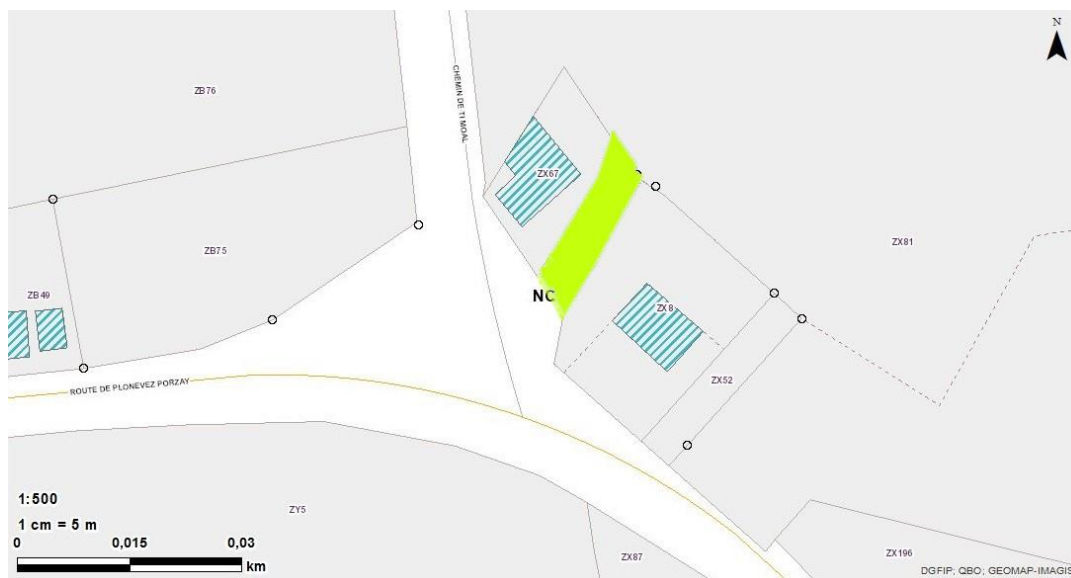 N
ZB76
CHEMIN DE TI MOAL
ZX67
ZX81
ZB75
ZB49
NC
ZX8
ZX52
ROUTE DE PLONEVEZ PORZAY
1:500
1 cm = 5 m
0 0,015 0,03
km
ZY5
ZX87
ZX196
DGFIP; QBO; GEOMAP-IMAGIS